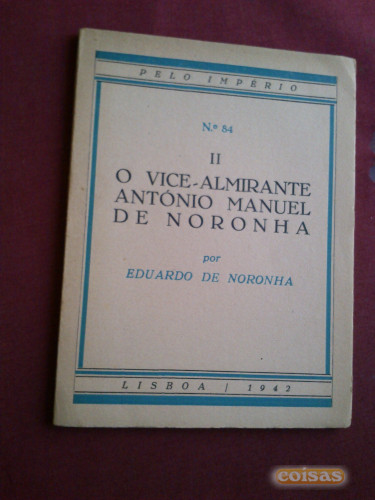 PELO IMPÉRIO
N.º 84
II
O VICE-ALMIRANTE
ANTÓNIO MANUEL
DE NORONHA
por
EDUARDO DE NORONHA
LISBOA / 1942
coisas